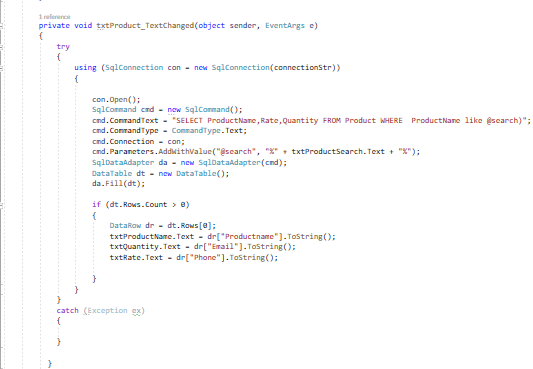 1 reference
private void txtProduct_TextChanged(object sender, EventArgs e)
{
try
{
using (SqlConnection con = new SqlConnection(connectionStr))
{
con.Open();
SqlCommand cmd = new SqlCommand();
cmd.CommandText = "SELECT ProductName,Rate,Quantity FROM Product WHERE  ProductName like @search)";
cmd.CommandType = CommandType.Text;
cmd.Connection = con;
cmd.Parameters.AddWithValue("@search", "%" + txtProductSearch.Text + "%");
SqlDataAdaptor da = new SqlDataAdapter(cmd);
DataTable dt = new DataTable();
da.Fill(dt);
if (dt.Rows.Count > 0)
{
DataRow dr = dt.Rows[0];
txtProductName.Text = dr["Productname"].ToString();
txtQuantity.Text = dr["Email"].ToString();
txtRate.Text = dr["Phone"].ToString();
}
}
}
catch (Exception ex)
{
}
}